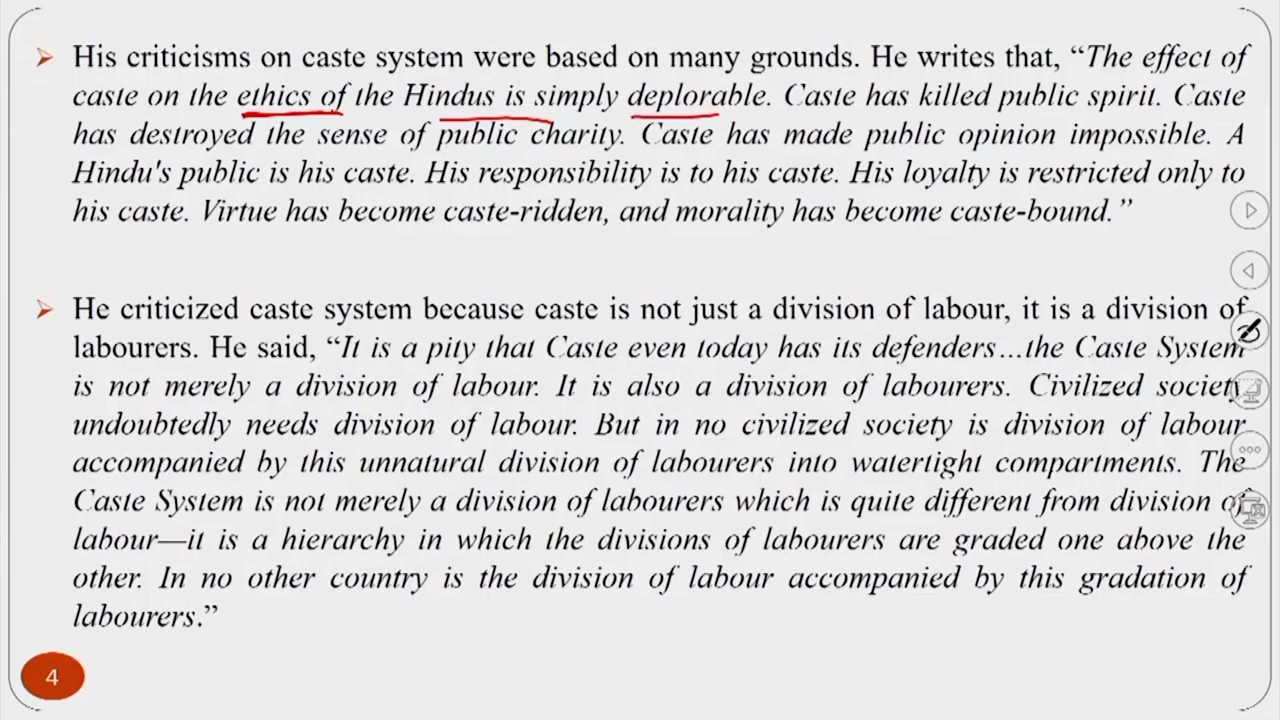 His criticisms on caste system were based on many grounds. He writes that, “The effect of
caste on the ethics of the Hindus is simply deplorable. Caste has killed public spirit. Caste
has destroyed the sense of public charity. Caste has made public opinion impossible. A
Hindu's public is his caste. His responsibility is to his caste. His loyalty is restricted only to
his caste. Virtue has become caste-ridden, and morality has become caste-bound.”
He criticized caste system because caste is not just a division of labour, it is a division of
labourers. He said, “It is a pity that Caste even today has its defenders…the Caste System
is not merely a division of labour. It is also a division of labourers. Civilized society
undoubtedly needs division of labour. But in no civilized society is division of labour
accompanied by this unnatural division of labourers into watertight compartments. The
Caste System is not merely a division of labourers which is quite different from division of
labour—it is a hierarchy in which the divisions of labourers are graded one above the
other. In no other country is the division of labour accompanied by this gradation of
labourers.”
4